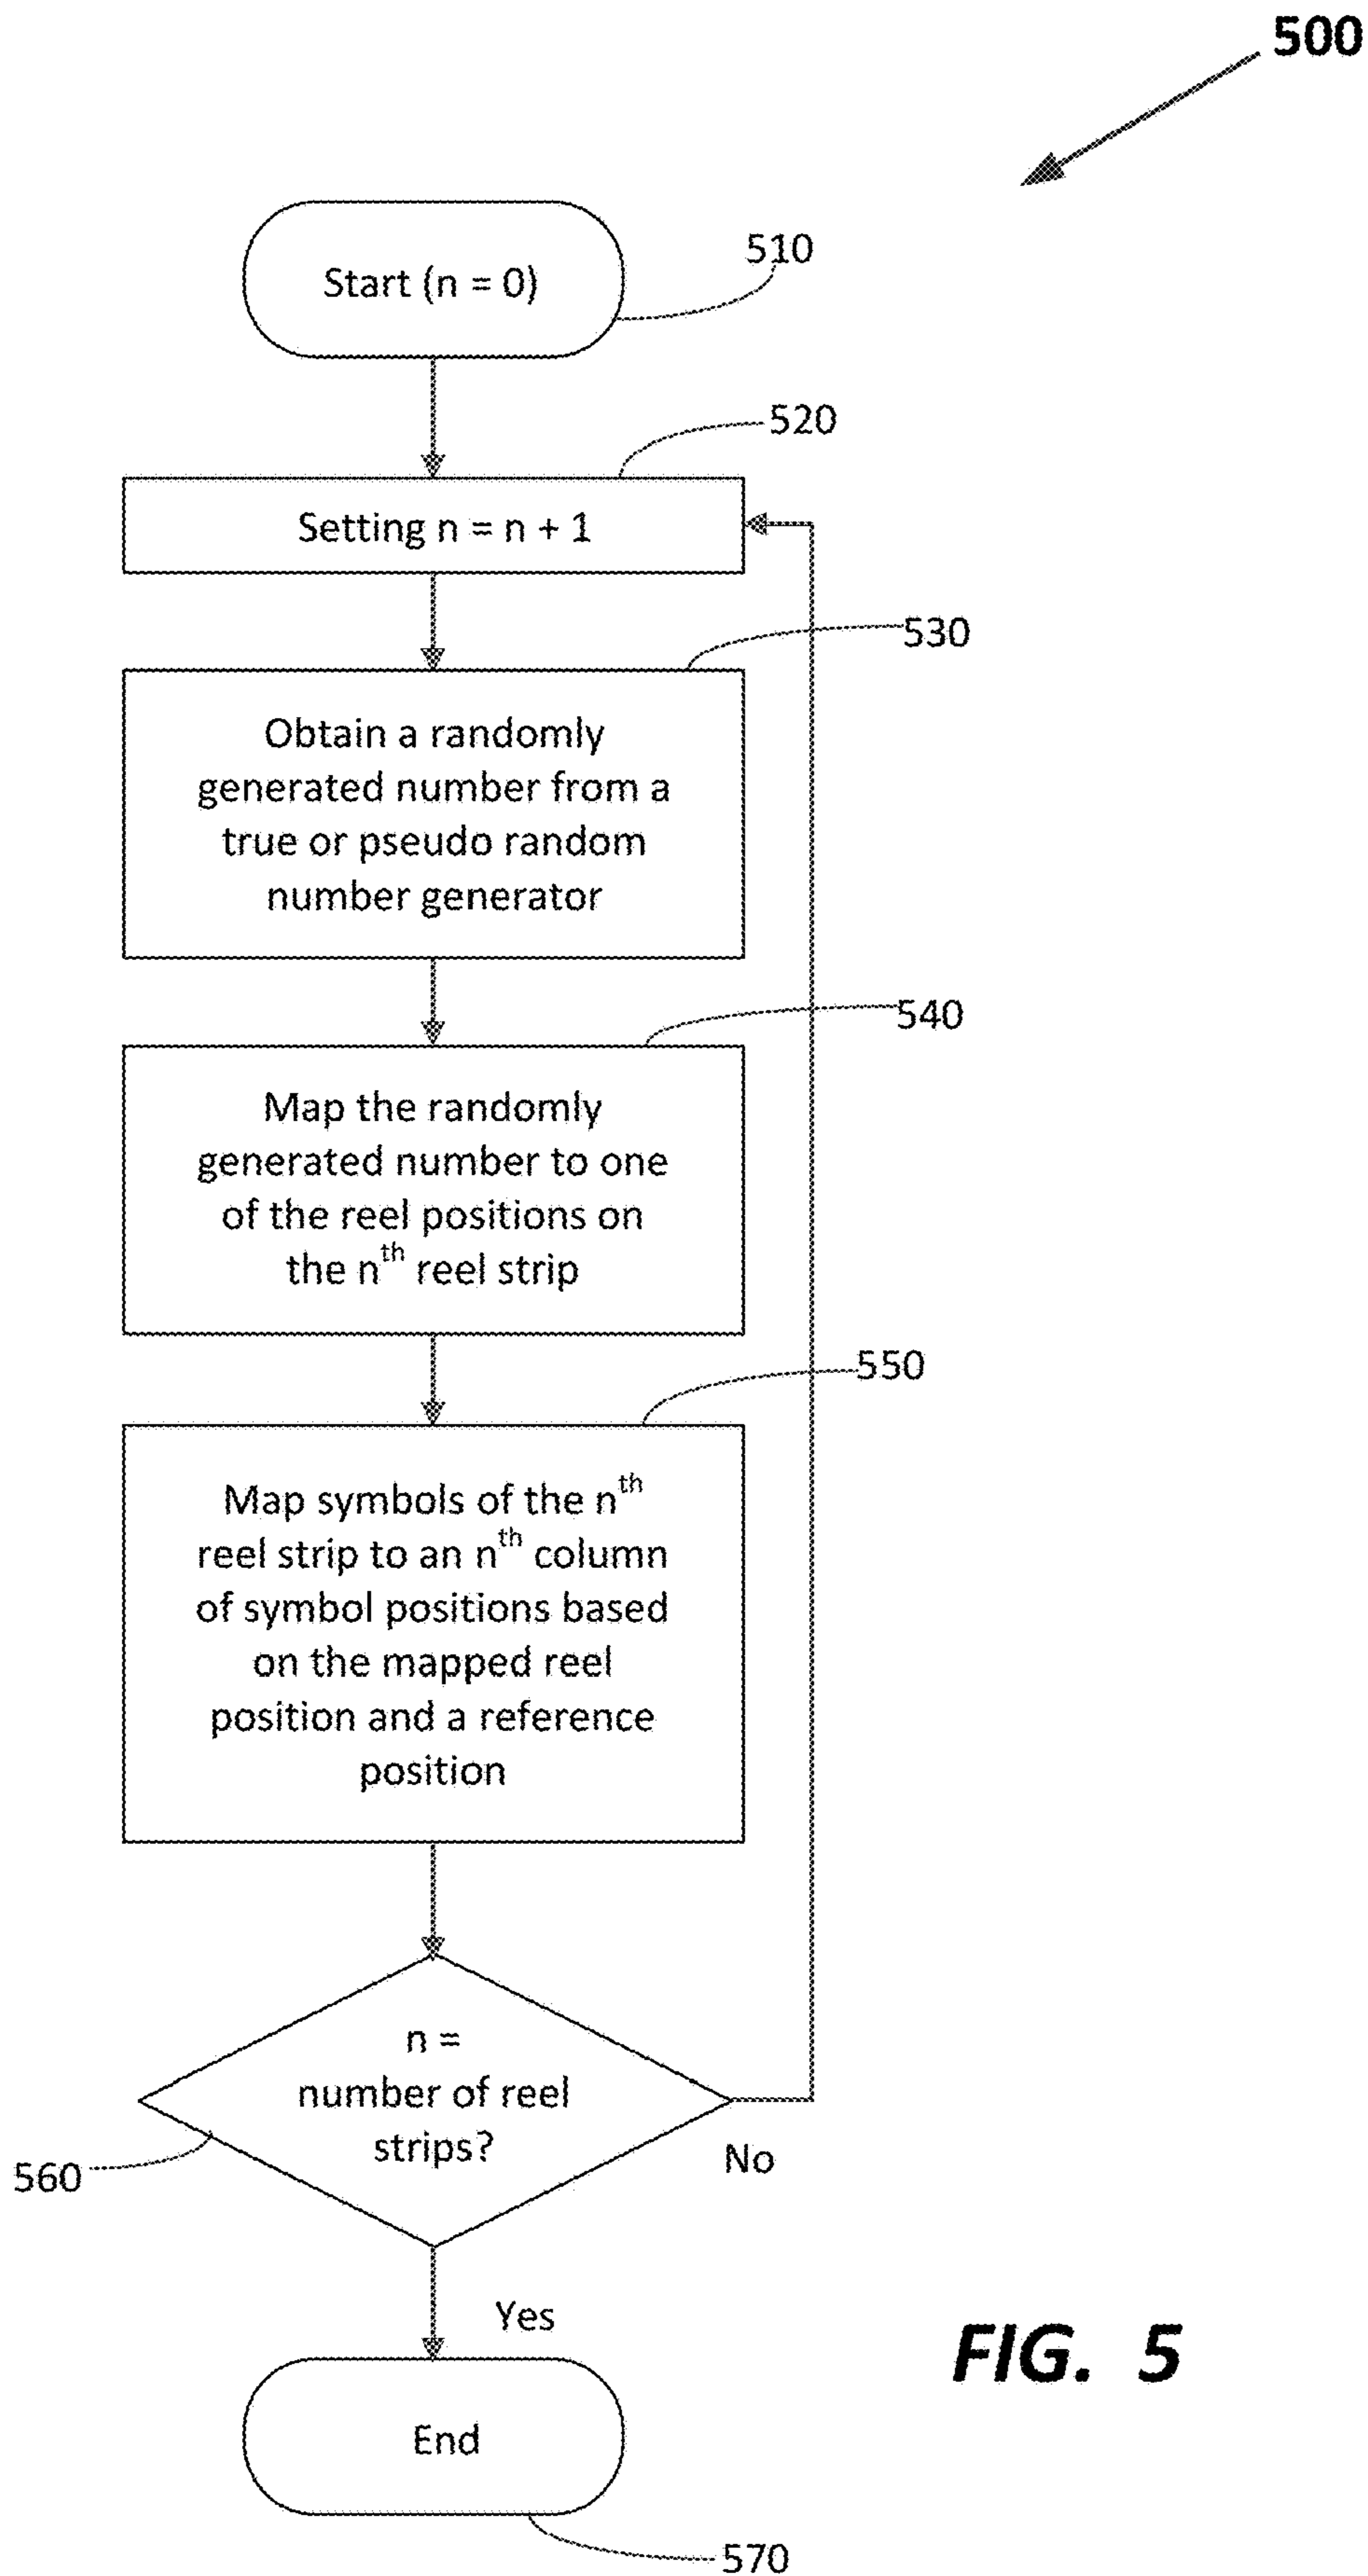 500
510
Start (n = 0)
520
Setting n = n + 1
530
Obtain a randomly
generated number from a
true or pseudo random
number generator
540
Map the randomly
generated number to one
of the reel positions on
the nth reel strip
550
Map symbols of the nth
reel strip to an nth column
of symbol positions based
on the mapped reel
position and a reference
position
n =
number of reel
strips?
No
560
Yes
FIG. 5
End
570